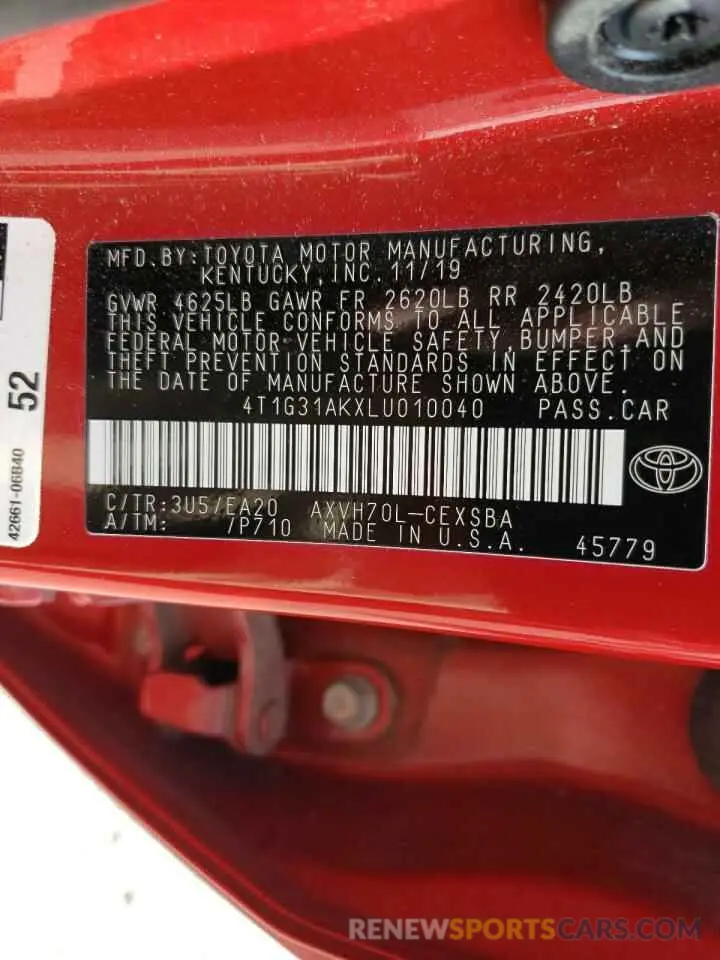 MFD.BY:TOYOTA MOTOR MANUFACTURING,
KENTUCKY,INC.11/19
GVWR 4625LB GAWR FR 2620LB RR 2420LB
THIS VEHICLE CONFORMS TO ALL APPLICABLE
FEDERAL MOTOR VEHICLE SAFETY,BUMPER,AND
THEFT PREVENTION STANDARDS IN EFFECT ON
THE DATE OF MANUFACTURE SHOWN ABOVE.
4T1G31AKXLU010040 PASS.CAR
C/TR:3U5/EA20 AXVH70L-CEXSBA
A/TM: /P710 MADE IN U.S.A. 45779
52
42661-06B40
RENEWSPORTSCARS.COM